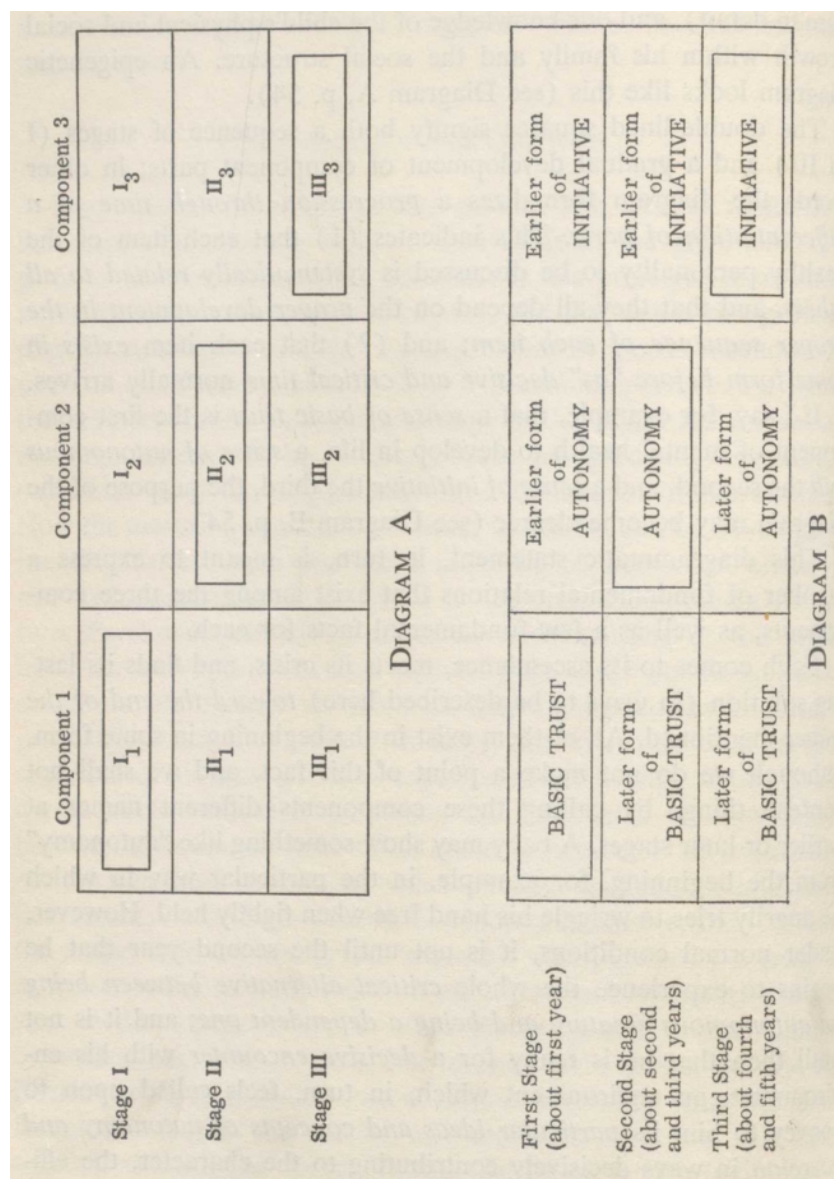 Component 1 Component 2 Component 3
Stage I I₁ I₂ I₃
Stage II II₁ II₂ II₃
Stage III III₁ III₂ III₃
DIAGRAM A
First Stage
(about first year)
BASIC TRUST
Earlier form
of
AUTONOMY
Earlier form
of
INITIATIVE
Second Stage
(about second
and third years)
Later form
of
BASIC TRUST
AUTONOMY
Earlier form
of
INITIATIVE
Third Stage
(about fourth
and fifth years)
Later form
of
BASIC TRUST
Later form
of
AUTONOMY
INITIATIVE
DIAGRAM B